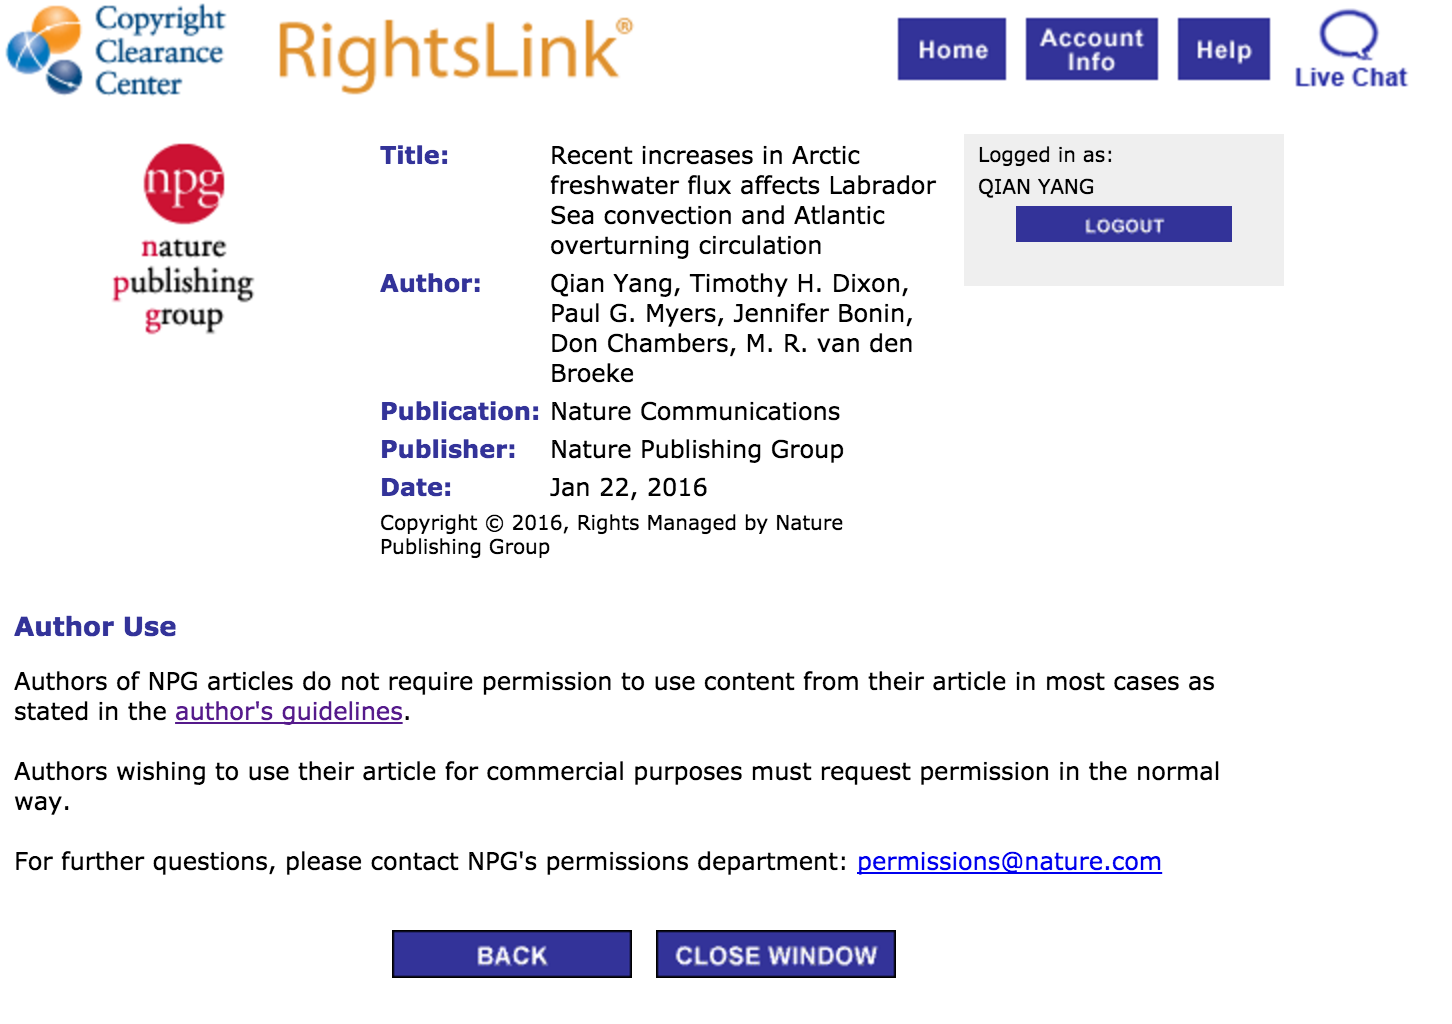 Copyright
Clearance
Center
RightsLink®
Home
Account
Info
Help
Live Chat
npg
nature
publishing
group
Title: Recent increases in Arctic
freshwater flux affects Labrador
Sea convection and Atlantic
overturning circulation
Author: Qian Yang, Timothy H. Dixon,
Paul G. Myers, Jennifer Bonin,
Don Chambers, M. R. van den
Broeke
Publication: Nature Communications
Publisher: Nature Publishing Group
Date: Jan 22, 2016
Copyright © 2016, Rights Managed by Nature
Publishing Group
Logged in as:
QIAN YANG
LOGOUT
Author Use
Authors of NPG articles do not require permission to use content from their article in most cases as
stated in the author's guidelines.
Authors wishing to use their article for commercial purposes must request permission in the normal
way.
For further questions, please contact NPG's permissions department: permissions@nature.com
BACK
CLOSE WINDOW